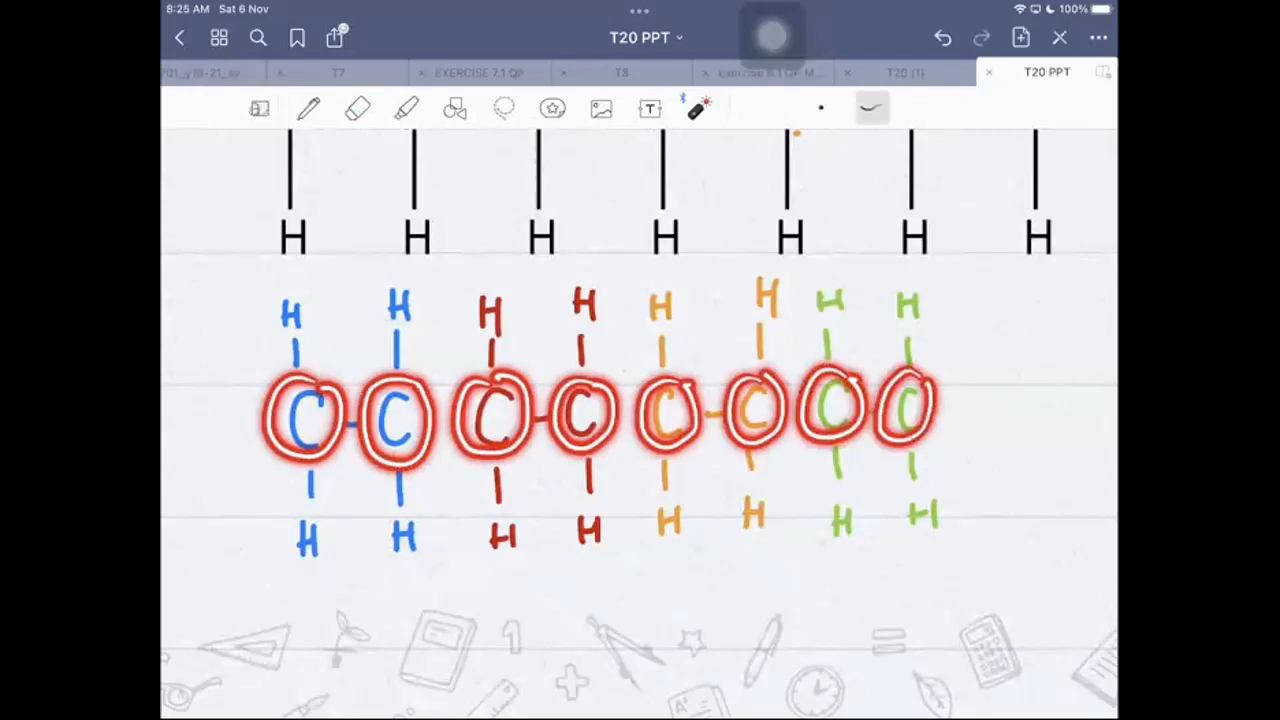 8:25 AM Sat 6 Nov
100%
T20 PPT
T7
EXERCISE 7.1 QP
T8
T20 (1)
T20 PPT
T
H H H H H H H
H H H H H H H H
C - C C - C C - C C - C
H H H H H H H H